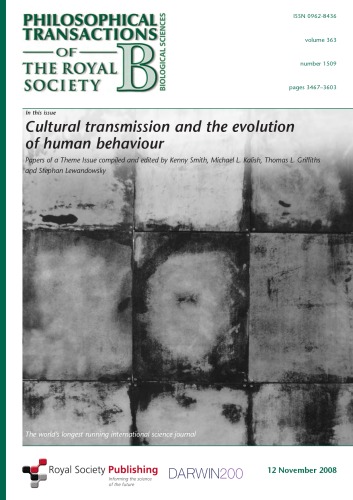 PHILOSOPHICAL
TRANSACTIONS
OF
THE ROYAL
SOCIETY
B
BIOLOGICAL SCIENCES
ISSN 0962-8436
volume 363
number 1509
pages 3467–3603
In this issue
Cultural transmission and the evolution
of human behaviour
Papers of a Theme Issue compiled and edited by Kenny Smith, Michael L. Kalish, Thomas L. Griffiths
and Stephan Lewandowsky
The world's longest running international science journal
Royal Society Publishing
Informing the science
of the future
DARWIN200
12 November 2008